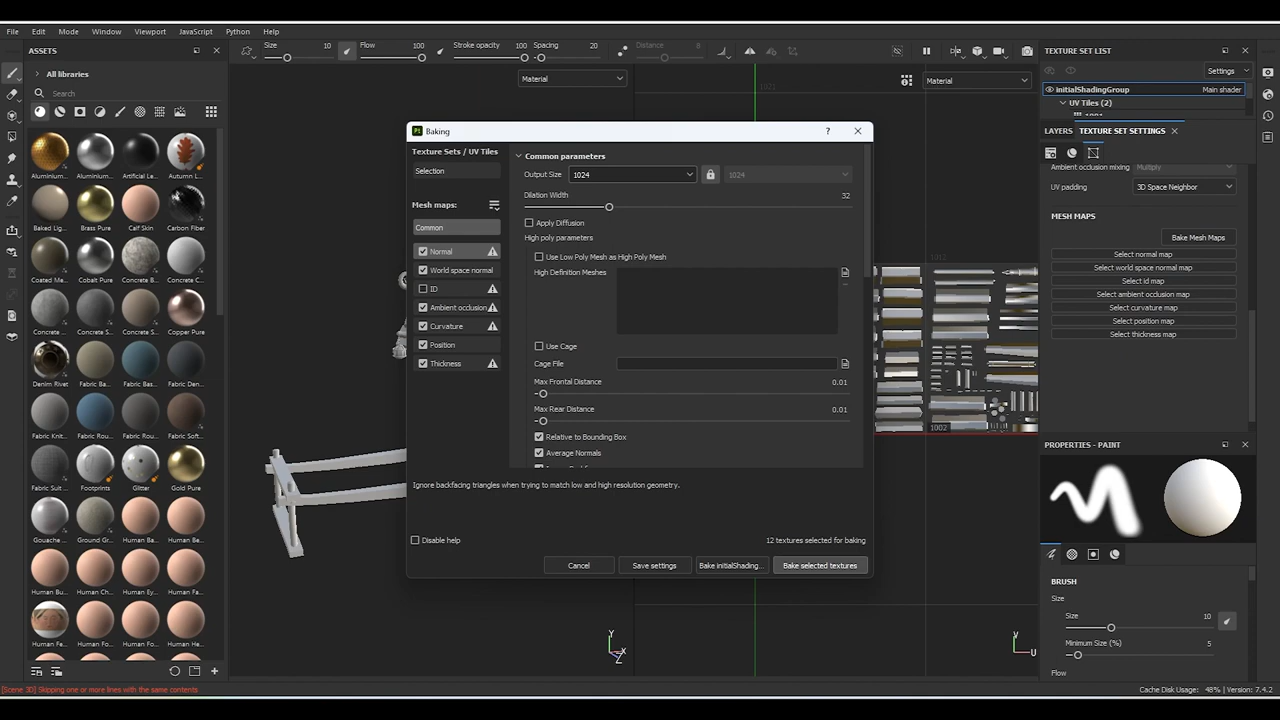 File Edit Mode Window Viewport JavaScript Python Help
ASSETS
All libraries
Search
Aluminium... Aluminium... Artificial Le... Autumn L...
Baked Lig... Brass Pure Calf Skin Carbon Fiber
Coated Me... Cobalt Pure Concrete ... Concrete ...
Concrete ... Concrete S... Concrete S... Copper Pure
Denim Rivet Fabric Bas... Fabric Bas... Fabric Den...
Fabric Knit... Fabric Rou... Fabric Rou... Fabric Soft...
Fabric Suit ... Footprints Glitter Gold Pure
Gouache ... Ground Gr... Human Ba... Human Be...
Human Bu... Human Ch... Human Ey... Human Fa...
Human Fe... Human Fo... Human Fo... Human He...
Size 10 Flow 100 Stroke opacity 100 Spacing 20 Distance 8
Material
Material
1021
1012
1002
Baking
? 
Texture Sets / UV Tiles
Selection
Mesh maps:
Common
Normal
World space normal
ID
Ambient occlusion
Curvature
Position
Thickness
Common parameters
Output Size 1024 1024
Dilation Width 32
Apply Diffusion
High poly parameters
Use Low Poly Mesh as High Poly Mesh
High Definition Meshes
Use Cage
Cage File
Max Frontal Distance 0.01
Max Rear Distance 0.01
Relative to Bounding Box
Average Normals
Ignore backfacing triangles when trying to match low and high resolution geometry.
Disable help 12 textures selected for baking
Cancel Save settings Bake initialShading... Bake selected textures
Y
X
Z
V
U
TEXTURE SET LIST
Settings
initialShadingGroup Main shader
UV Tiles (2)
LAYERS TEXTURE SET SETTINGS
Ambient occlusion mixing Multiply
UV padding 3D Space Neighbor
MESH MAPS
Bake Mesh Maps
Select normal map
Select world space normal map
Select id map
Select ambient occlusion map
Select curvature map
Select position map
Select thickness map
PROPERTIES - PAINT
BRUSH
Size
Size 10
Minimum Size (%) 5
Flow
[Scene 3D] Skipping one or more lines with the same contents
Cache Disk Usage: 48% | Version: 7.4.2